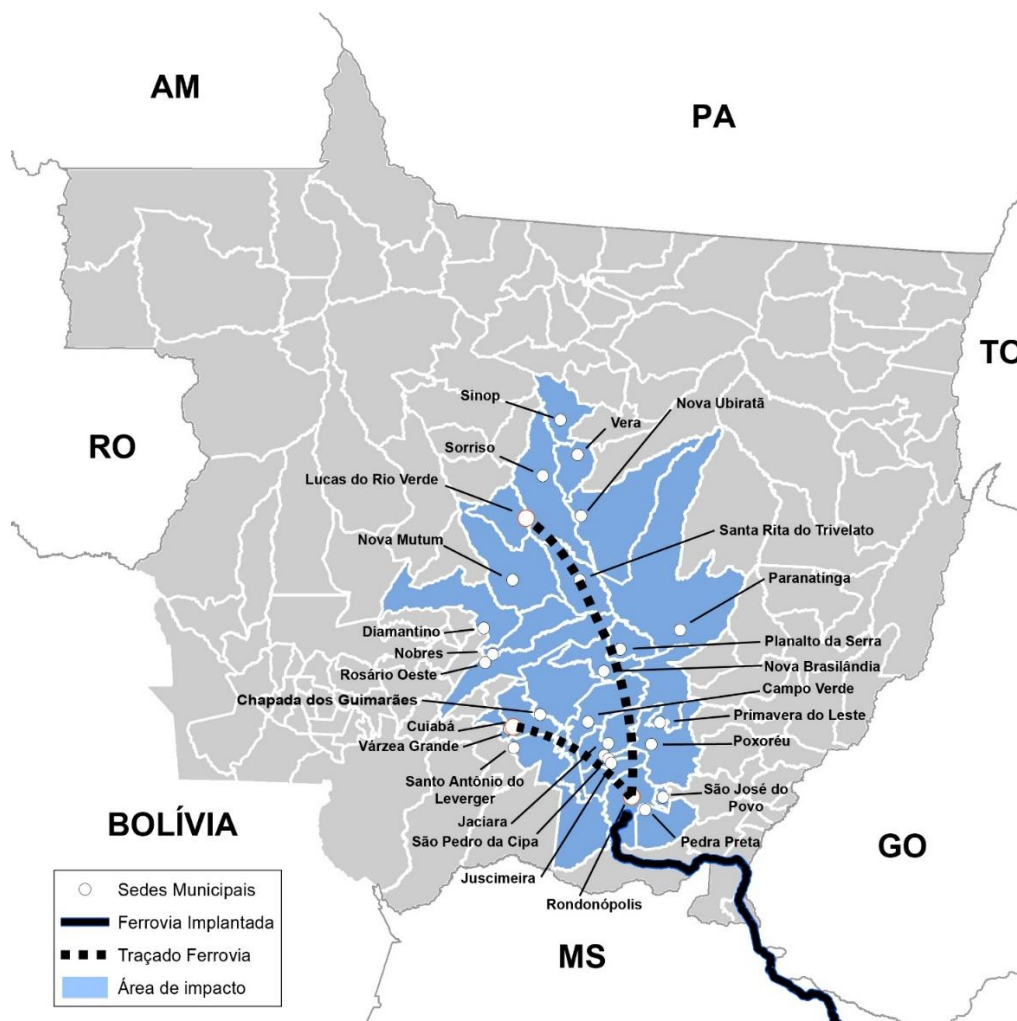 AM
PA
TO
RO
Sinop
Nova Ubiratã
Vera
Sorriso
Lucas do Rio Verde
Santa Rita do Trivelato
Nova Mutum
Paranatinga
Diamantino
Planalto da Serra
Nobres
Nova Brasilândia
Rosário Oeste
Campo Verde
Chapada dos Guimarães
Primavera do Leste
Cuiabá
Várzea Grande
Poxoréu
Santo Antônio do
Leverger
São José do
Povo
Jaciara
São Pedro da Cipa
Pedra Preta
Juscimeira
Rondonópolis
BOLÍVIA
GO
MS
Sedes Municipais
Ferrovia Implantada
Traçado Ferrovia
Área de impacto